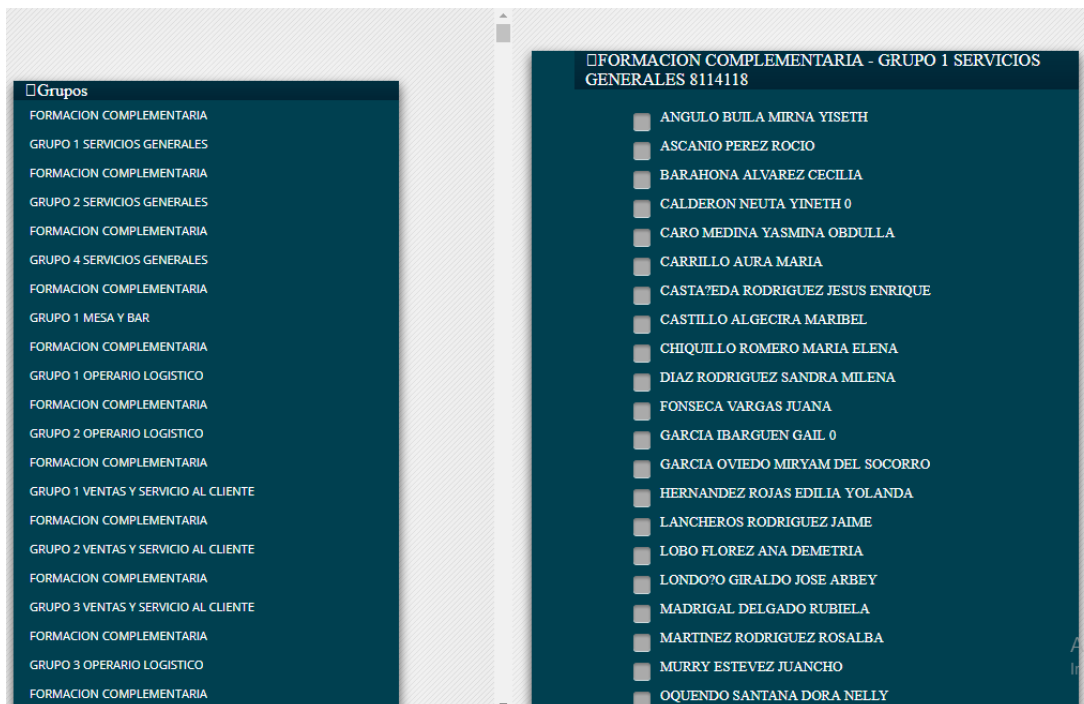 Grupos
FORMACION COMPLEMENTARIA
GRUPO 1 SERVICIOS GENERALES
FORMACION COMPLEMENTARIA
GRUPO 2 SERVICIOS GENERALES
FORMACION COMPLEMENTARIA
GRUPO 4 SERVICIOS GENERALES
FORMACION COMPLEMENTARIA
GRUPO 1 MESA Y BAR
FORMACION COMPLEMENTARIA
GRUPO 1 OPERARIO LOGISTICO
FORMACION COMPLEMENTARIA
GRUPO 2 OPERARIO LOGISTICO
FORMACION COMPLEMENTARIA
GRUPO 1 VENTAS Y SERVICIO AL CLIENTE
FORMACION COMPLEMENTARIA
GRUPO 2 VENTAS Y SERVICIO AL CLIENTE
FORMACION COMPLEMENTARIA
GRUPO 3 VENTAS Y SERVICIO AL CLIENTE
FORMACION COMPLEMENTARIA
GRUPO 3 OPERARIO LOGISTICO
FORMACION COMPLEMENTARIA
FORMACION COMPLEMENTARIA - GRUPO 1 SERVICIOS
GENERALES 8114118
ANGULO BUILA MIRNA YISETH
ASCANIO PEREZ ROCIO
BARAHONA ALVAREZ CECILIA
CALDERON NEUTA YINETH 0
CARO MEDINA YASMINA OBDULLA
CARRILLO AURA MARIA
CASTA?EDA RODRIGUEZ JESUS ENRIQUE
CASTILLO ALGECIRA MARIBEL
CHIQUILLO ROMERO MARIA ELENA
DIAZ RODRIGUEZ SANDRA MILENA
FONSECA VARGAS JUANA
GARCIA IBARGUEN GAIL 0
GARCIA OVIEDO MIRYAM DEL SOCORRO
HERNANDEZ ROJAS EDILIA YOLANDA
LANCHEROS RODRIGUEZ JAIME
LOBO FLOREZ ANA DEMETRIA
LONDO?O GIRALDO JOSE ARBEY
MADRIGAL DELGADO RUBIELA
MARTINEZ RODRIGUEZ ROSALBA
MURRY ESTEVEZ JUANCHO
OQUENDO SANTANA DORA NELLY